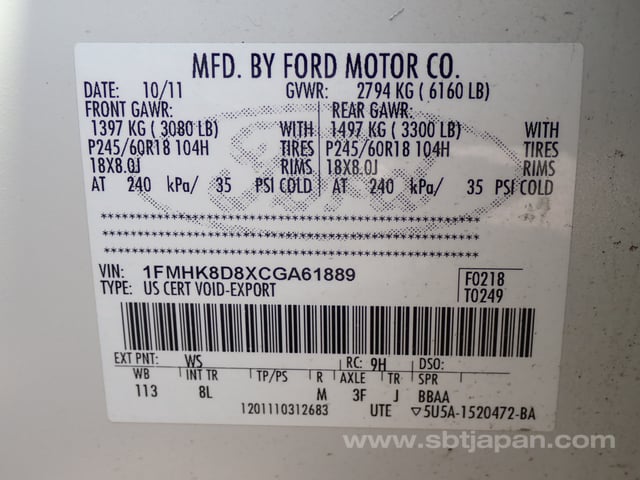 MFD. BY FORD MOTOR CO.
DATE: 10/11 GVWR: 2794 KG ( 6160 LB)
FRONT GAWR: REAR GAWR:
1397 KG ( 3080 LB) WITH 1497 KG ( 3300 LB) WITH
P245/60R18 104H TIRES P245/60R18 104H TIRES
18X8.0J RIMS 18X8.0J RIMS
AT 240 kPa/ 35 PSI COLD AT 240 kPa/ 35 PSI COLD
Ford
****************************************************
****************************************************
VIN: 1FMHK8D8XCGA61889 F0218
TYPE: US CERT VOID-EXPORT T0249
EXT PNT: WS RC: 9H DSO:
WB INT TR TP/PS R AXLE TR SPR
113 8L M 3F J BBAA
1201110312683 UTE ▽5U5A-1520472-BA
www.sbtjapan.com